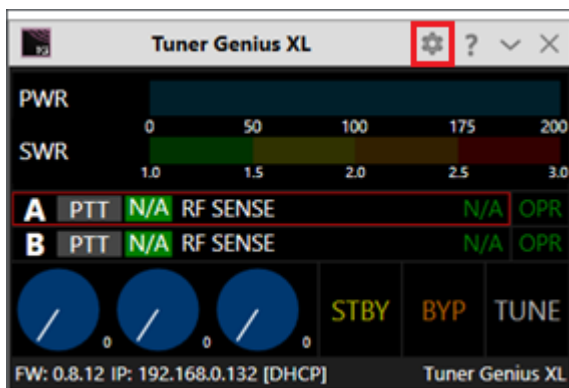 Tuner Genius XL ?
PWR
0 50 100 175 200
SWR
1.0 1.5 2.0 2.5 3.0
A PTT N/A RF SENSE N/A OPR
B PTT N/A RF SENSE N/A OPR
0 0 0 STBY BYP TUNE
FW: 0.8.12 IP: 192.168.0.132 [DHCP] Tuner Genius XL